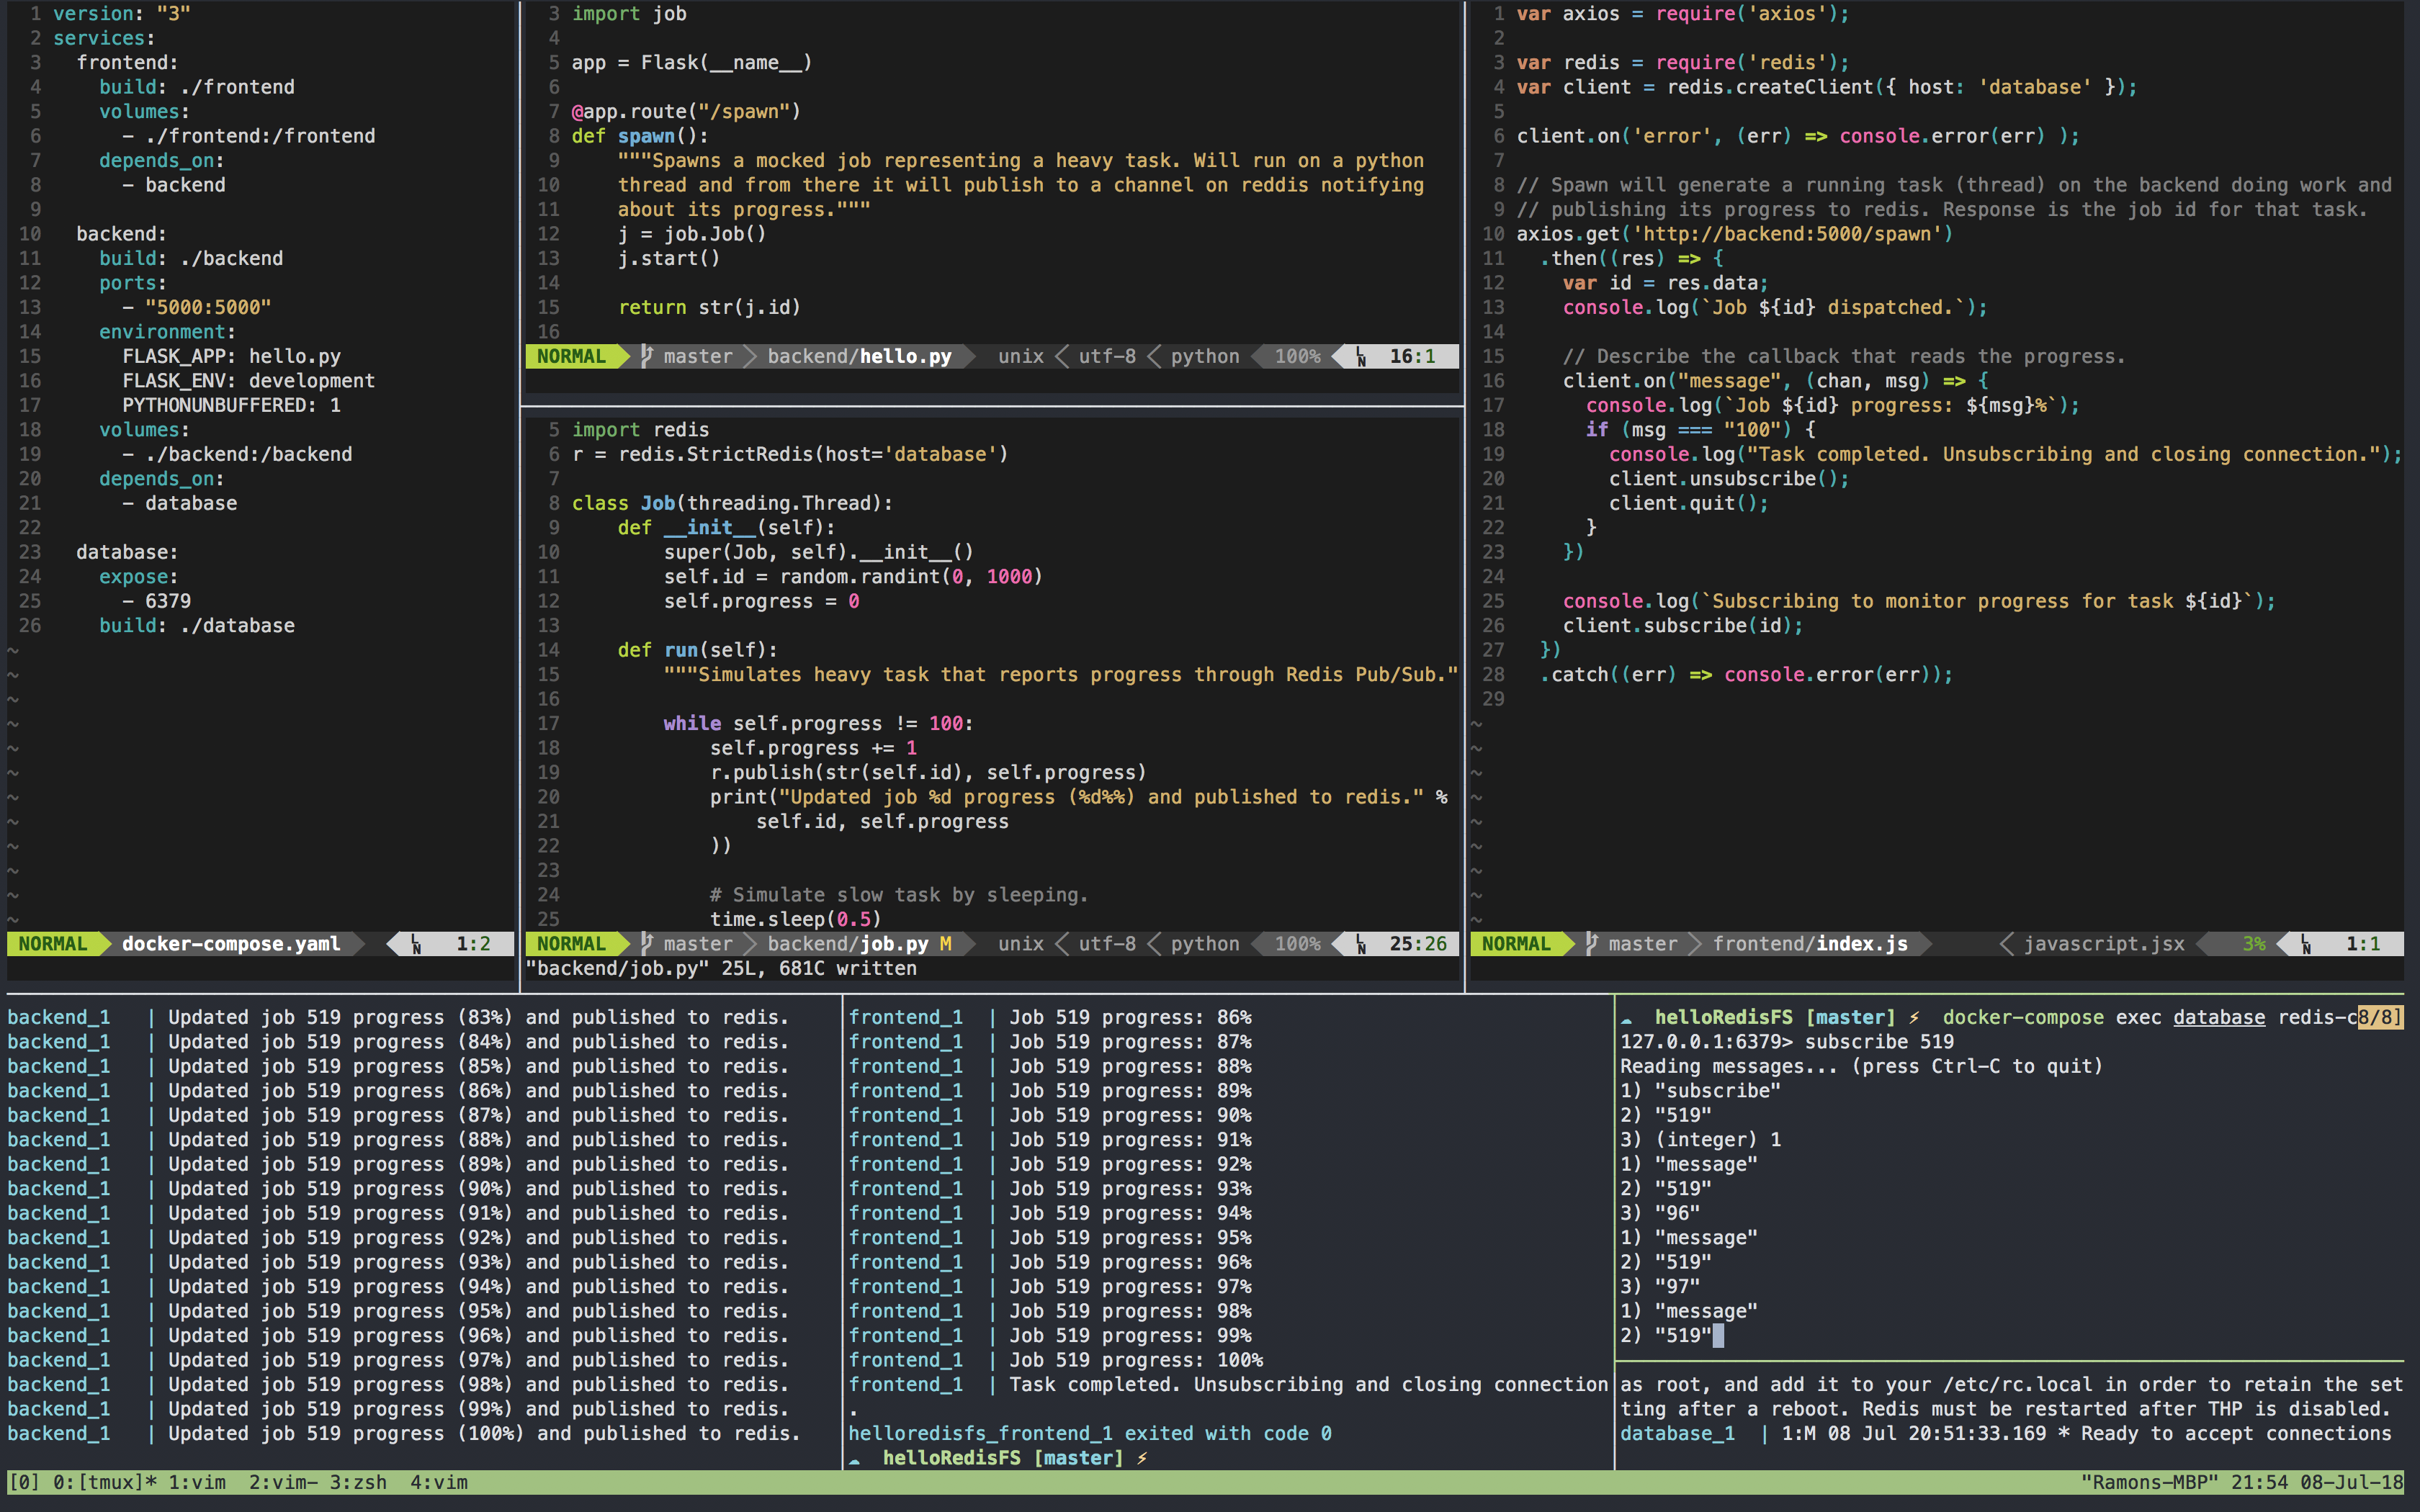 1 version: "3"
2 services:
3   frontend:
4     build: ./frontend
5     volumes:
6       - ./frontend:/frontend
7     depends_on:
8       - backend
9
10   backend:
11     build: ./backend
12     ports:
13       - "5000:5000"
14     environment:
15       FLASK_APP: hello.py
16       FLASK_ENV: development
17       PYTHONUNBUFFERED: 1
18     volumes:
19       - ./backend:/backend
20     depends_on:
21       - database
22
23   database:
24     expose:
25       - 6379
26     build: ./database
~
~
~
~
~
~
~
~
~
~
~
~
NORMAL docker-compose.yaml LN 1:2
3 import job
4
5 app = Flask(__name__)
6
7 @app.route("/spawn")
8 def spawn():
9     """Spawns a mocked job representing a heavy task. Will run on a python
10     thread and from there it will publish to a channel on reddis notifying
11     about its progress."""
12     j = job.Job()
13     j.start()
14
15     return str(j.id)
16
NORMAL master backend/hello.py unix utf-8 python 100% LN 16:1
5 import redis
6 r = redis.StrictRedis(host='database')
7
8 class Job(threading.Thread):
9     def __init__(self):
10         super(Job, self).__init__()
11         self.id = random.randint(0, 1000)
12         self.progress = 0
13
14     def run(self):
15         """Simulates heavy task that reports progress through Redis Pub/Sub."
16
17         while self.progress != 100:
18             self.progress += 1
19             r.publish(str(self.id), self.progress)
20             print("Updated job %d progress (%d%%) and published to redis." %
21                 self.id, self.progress
22             ))
23
24             # Simulate slow task by sleeping.
25             time.sleep(0.5)
NORMAL master backend/job.py M unix utf-8 python 100% LN 25:26
"backend/job.py" 25L, 681C written
1 var axios = require('axios');
2
3 var redis = require('redis');
4 var client = redis.createClient({ host: 'database' });
5
6 client.on('error', (err) => console.error(err) );
7
8 // Spawn will generate a running task (thread) on the backend doing work and
9 // publishing its progress to redis. Response is the job id for that task.
10 axios.get('http://backend:5000/spawn')
11   .then((res) => {
12     var id = res.data;
13     console.log(`Job ${id} dispatched.`);
14
15     // Describe the callback that reads the progress.
16     client.on("message", (chan, msg) => {
17       console.log(`Job ${id} progress: ${msg}%`);
18       if (msg === "100") {
19         console.log("Task completed. Unsubscribing and closing connection.");
20         client.unsubscribe();
21         client.quit();
22       }
23     })
24
25     console.log(`Subscribing to monitor progress for task ${id}`);
26     client.subscribe(id);
27   })
28   .catch((err) => console.error(err));
29
~
~
~
~
~
~
~
~
~
NORMAL master frontend/index.js javascript.jsx 3% LN 1:1
backend_1   | Updated job 519 progress (83%) and published to redis.
backend_1   | Updated job 519 progress (84%) and published to redis.
backend_1   | Updated job 519 progress (85%) and published to redis.
backend_1   | Updated job 519 progress (86%) and published to redis.
backend_1   | Updated job 519 progress (87%) and published to redis.
backend_1   | Updated job 519 progress (88%) and published to redis.
backend_1   | Updated job 519 progress (89%) and published to redis.
backend_1   | Updated job 519 progress (90%) and published to redis.
backend_1   | Updated job 519 progress (91%) and published to redis.
backend_1   | Updated job 519 progress (92%) and published to redis.
backend_1   | Updated job 519 progress (93%) and published to redis.
backend_1   | Updated job 519 progress (94%) and published to redis.
backend_1   | Updated job 519 progress (95%) and published to redis.
backend_1   | Updated job 519 progress (96%) and published to redis.
backend_1   | Updated job 519 progress (97%) and published to redis.
backend_1   | Updated job 519 progress (98%) and published to redis.
backend_1   | Updated job 519 progress (99%) and published to redis.
backend_1   | Updated job 519 progress (100%) and published to redis.
frontend_1  | Job 519 progress: 86%
frontend_1  | Job 519 progress: 87%
frontend_1  | Job 519 progress: 88%
frontend_1  | Job 519 progress: 89%
frontend_1  | Job 519 progress: 90%
frontend_1  | Job 519 progress: 91%
frontend_1  | Job 519 progress: 92%
frontend_1  | Job 519 progress: 93%
frontend_1  | Job 519 progress: 94%
frontend_1  | Job 519 progress: 95%
frontend_1  | Job 519 progress: 96%
frontend_1  | Job 519 progress: 97%
frontend_1  | Job 519 progress: 98%
frontend_1  | Job 519 progress: 99%
frontend_1  | Job 519 progress: 100%
frontend_1  | Task completed. Unsubscribing and closing connection
.
helloredisfs_frontend_1 exited with code 0
☁  helloRedisFS [master] ⚡
☁  helloRedisFS [master] ⚡  docker-compose exec database redis-c8/8]
127.0.0.1:6379> subscribe 519
Reading messages... (press Ctrl-C to quit)
1) "subscribe"
2) "519"
3) (integer) 1
1) "message"
2) "519"
3) "96"
1) "message"
2) "519"
3) "97"
1) "message"
2) "519"
as root, and add it to your /etc/rc.local in order to retain the set
ting after a reboot. Redis must be restarted after THP is disabled.
database_1  | 1:M 08 Jul 20:51:33.169 * Ready to accept connections
[0] 0:[tmux]* 1:vim  2:vim- 3:zsh  4:vim
"Ramons-MBP" 21:54 08-Jul-18